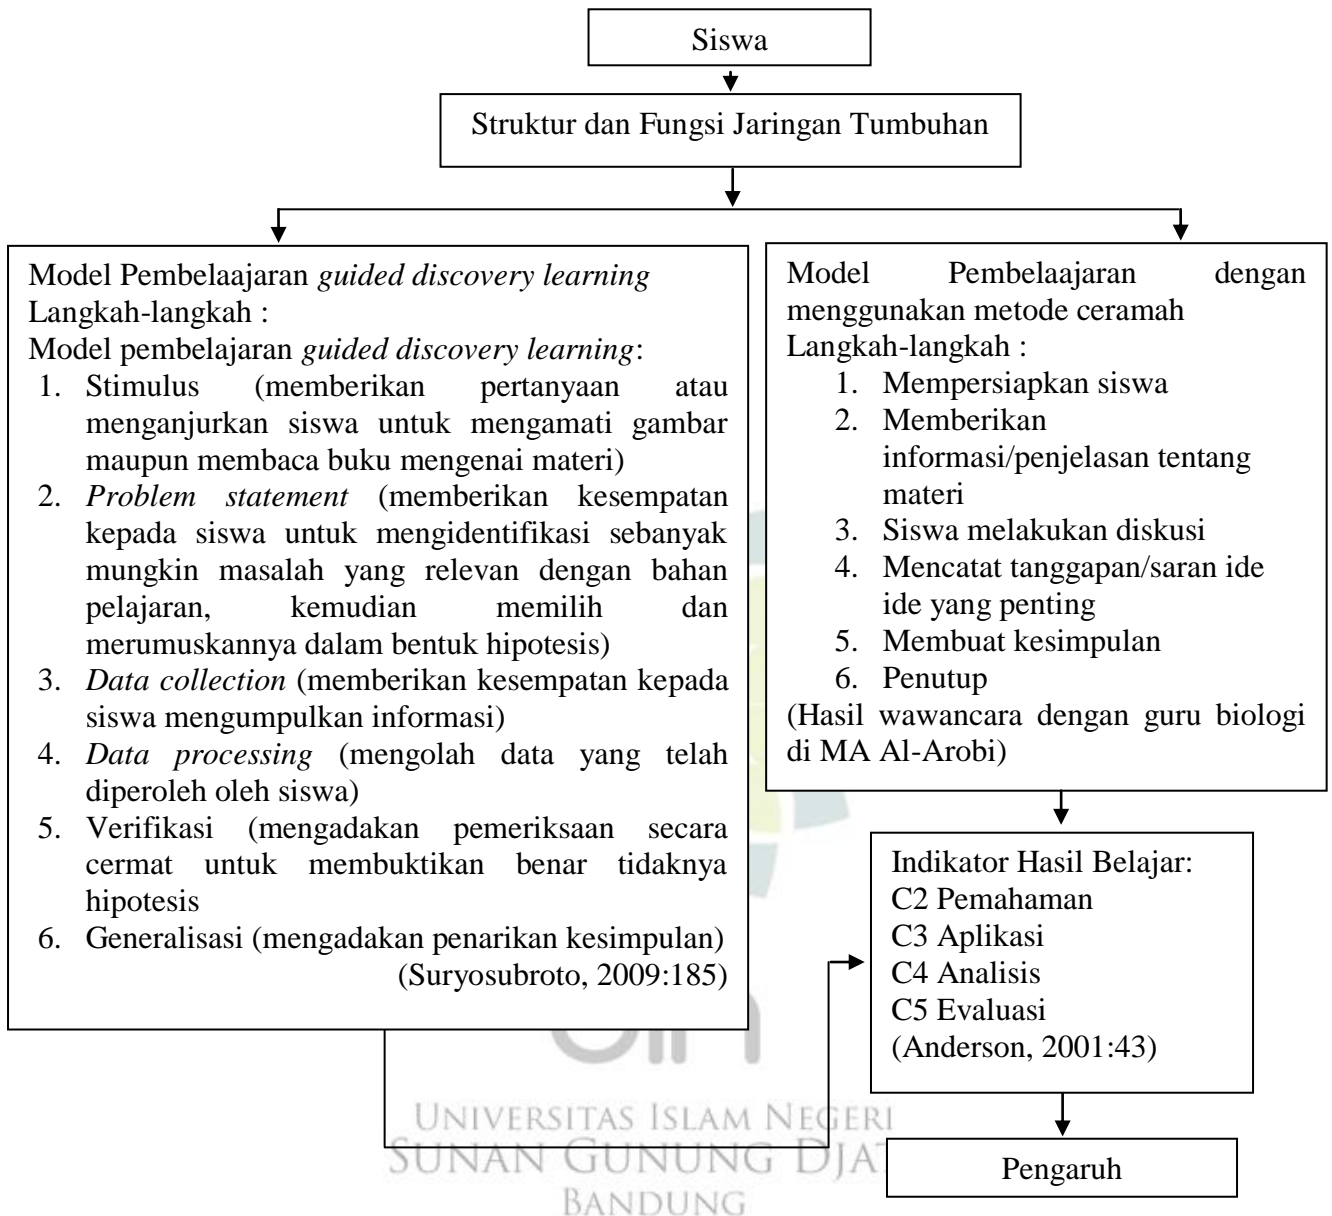 Siswa
Struktur dan Fungsi Jaringan Tumbuhan
Model Pembelaajaran guided discovery learning
Langkah-langkah :
Model pembelajaran guided discovery learning:
1. Stimulus (memberikan pertanyaan atau
menganjurkan siswa untuk mengamati gambar
maupun membaca buku mengenai materi)
2. Problem statement (memberikan kesempatan
kepada siswa untuk mengidentifikasi sebanyak
mungkin masalah yang relevan dengan bahan
pelajaran, kemudian memilih dan
merumuskannya dalam bentuk hipotesis)
3. Data collection (memberikan kesempatan kepada
siswa mengumpulkan informasi)
4. Data processing (mengolah data yang telah
diperoleh oleh siswa)
5. Verifikasi (mengadakan pemeriksaan secara
cermat untuk membuktikan benar tidaknya
hipotesis
6. Generalisasi (mengadakan penarikan kesimpulan)
(Suryosubroto, 2009:185)
Model Pembelaajaran dengan
menggunakan metode ceramah
Langkah-langkah :
1. Mempersiapkan siswa
2. Memberikan
informasi/penjelasan tentang
materi
3. Siswa melakukan diskusi
4. Mencatat tanggapan/saran ide
ide yang penting
5. Membuat kesimpulan
6. Penutup
(Hasil wawancara dengan guru biologi
di MA Al-Arobi)
Indikator Hasil Belajar:
C2 Pemahaman
C3 Aplikasi
C4 Analisis
C5 Evaluasi
(Anderson, 2001:43)
Pengaruh
UNIVERSITAS ISLAM NEGERI
SUNAN GUNUNG DJAT
BANDUNG